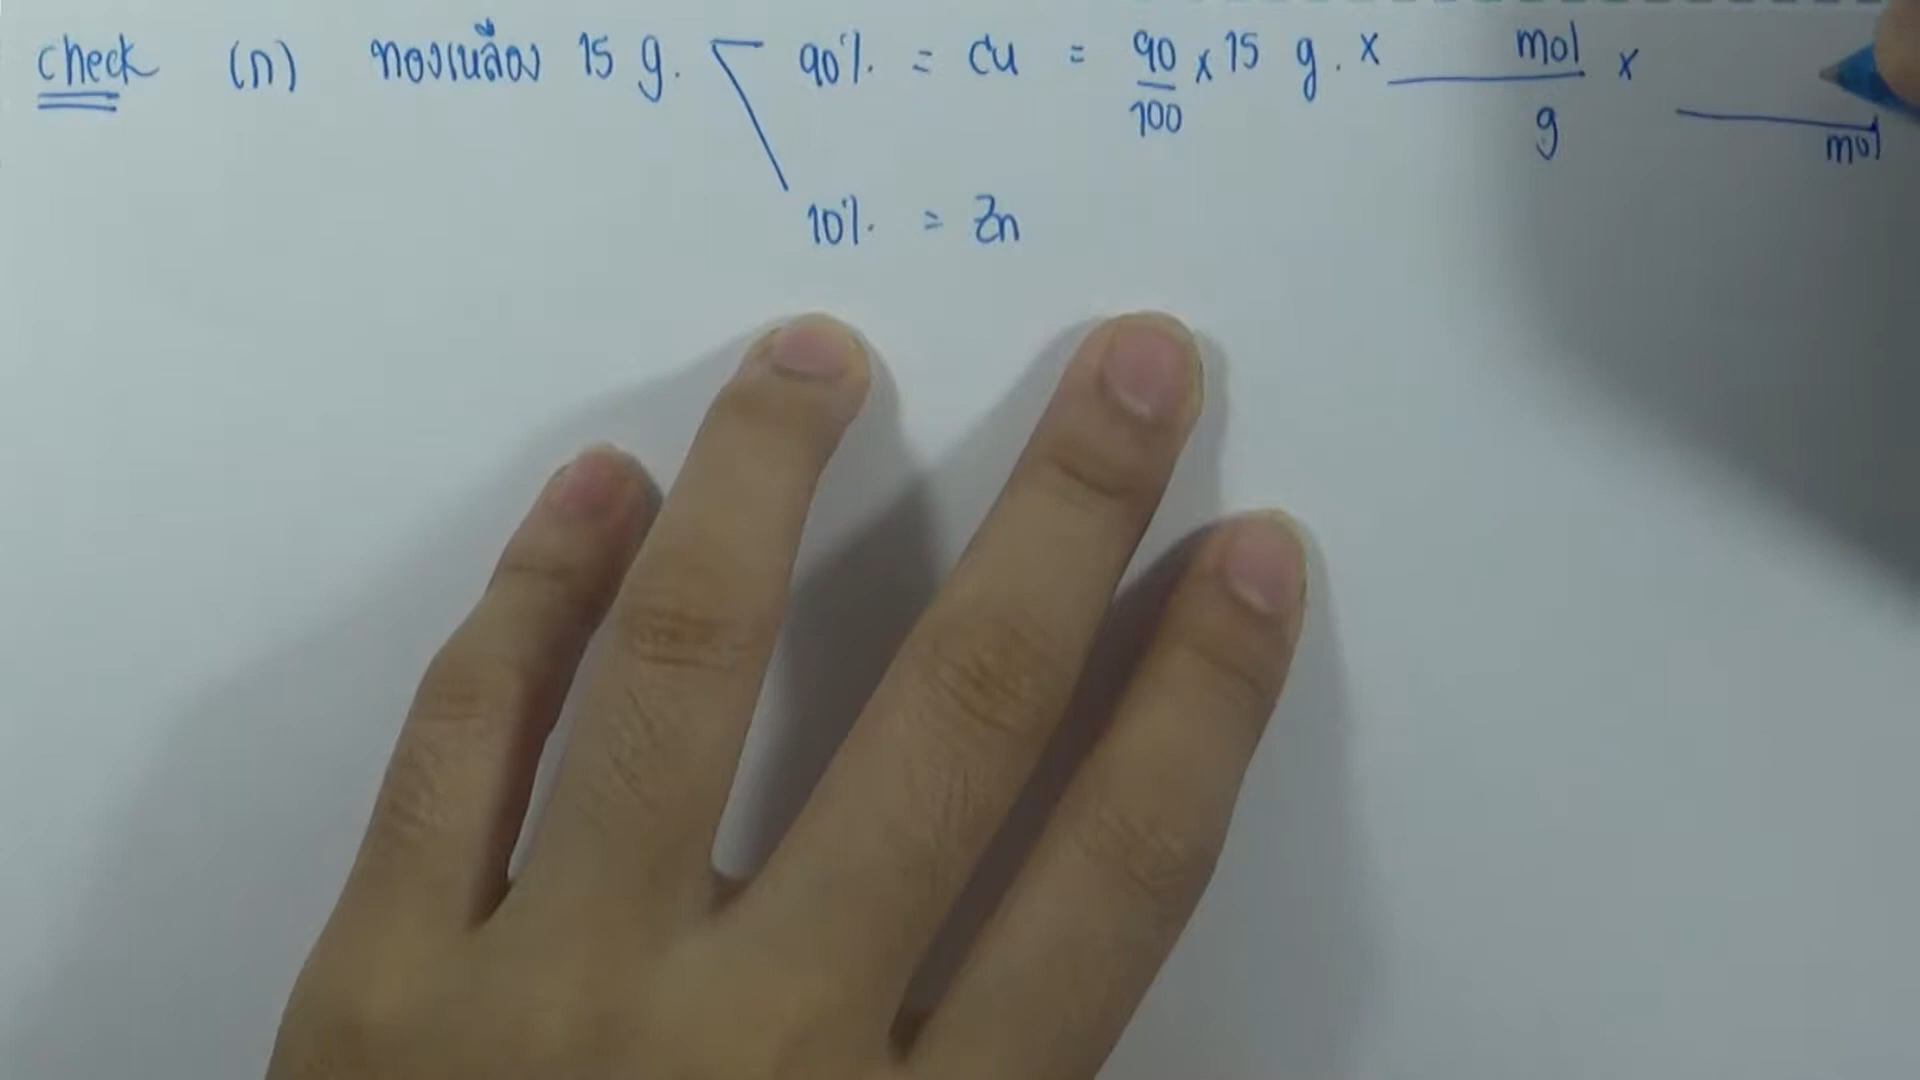 check (ก) ทองเหลือง 15 g. 90% = Cu = 90/100 x 15 g. x mol/g x /mol
10% = Zn